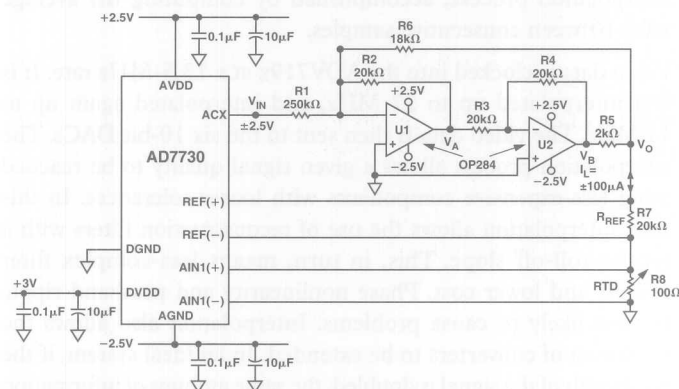 +2.5V
0.1µF
10µF
R6
18kΩ
R2
20kΩ
R4
20kΩ
AVDD
ACX
V_IN
±2.5V
R1
250kΩ
+2.5V
U1
−2.5V
V_A
R3
20kΩ
OP284
+2.5V
U2
−2.5V
R5
2kΩ
V_O
V_B
I_L=
±100µA
AD7730
REF(+)
REF(−)
AIN1(+)
AIN1(−)
R_REF
R7
20kΩ
RTD
R8
100Ω
DGND
+3V
DVDD
0.1µF
10µF
AGND
−2.5V
0.1µF
10µF